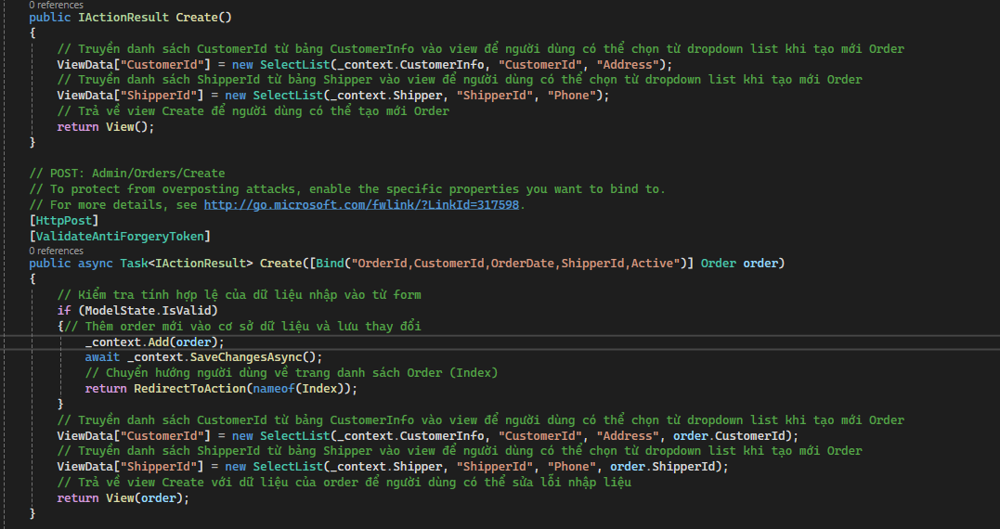 0 references
public IActionResult Create()
{
// Truyền danh sách CustomerId từ bảng CustomerInfo vào view để người dùng có thể chọn từ dropdown list khi tạo mới Order
ViewData["CustomerId"] = new SelectList(_context.CustomerInfo, "CustomerId", "Address");
// Truyền danh sách ShipperId từ bảng Shipper vào view để người dùng có thể chọn từ dropdown list khi tạo mới Order
ViewData["ShipperId"] = new SelectList(_context.Shipper, "ShipperId", "Phone");
// Trả về view Create để người dùng có thể tạo mới Order
return View();
}
// POST: Admin/Orders/Create
// To protect from overposting attacks, enable the specific properties you want to bind to.
// For more details, see http://go.microsoft.com/fwlink/?LinkId=317598.
[HttpPost]
[ValidateAntiForgeryToken]
0 references
public async Task<IActionResult> Create([Bind("OrderId,CustomerId,OrderDate,ShipperId,Active")] Order order)
{
// Kiểm tra tính hợp lệ của dữ liệu nhập vào từ form
if (ModelState.IsValid)
{// Thêm order mới vào cơ sở dữ liệu và lưu thay đổi
_context.Add(order);
await _context.SaveChangesAsync();
// Chuyển hướng người dùng về trang danh sách Order (Index)
return RedirectToAction(nameof(Index));
}
// Truyền danh sách CustomerId từ bảng CustomerInfo vào view để người dùng có thể chọn từ dropdown list khi tạo mới Order
ViewData["CustomerId"] = new SelectList(_context.CustomerInfo, "CustomerId", "Address", order.CustomerId);
// Truyền danh sách ShipperId từ bảng Shipper vào view để người dùng có thể chọn từ dropdown list khi tạo mới Order
ViewData["ShipperId"] = new SelectList(_context.Shipper, "ShipperId", "Phone", order.ShipperId);
// Trả về view Create với dữ liệu của order để người dùng có thể sửa lỗi nhập liệu
return View(order);
}